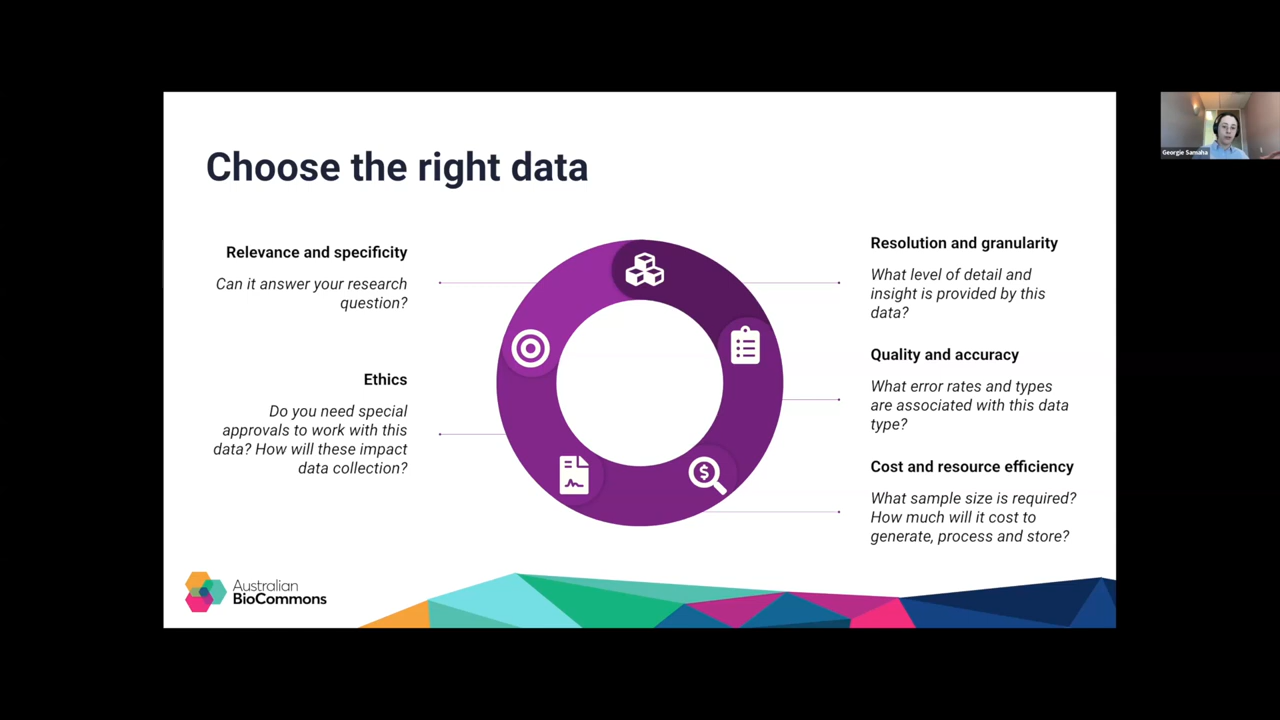 Choose the right data
Relevance and specificity
Can it answer your research
question?
Ethics
Do you need special
approvals to work with this
data? How will these impact
data collection?
Resolution and granularity
What level of detail and
insight is provided by this
data?
Quality and accuracy
What error rates and types
are associated with this data
type?
Cost and resource efficiency
What sample size is required?
How much will it cost to
generate, process and store?
$
Australian
BioCommons
Georgie Samaha